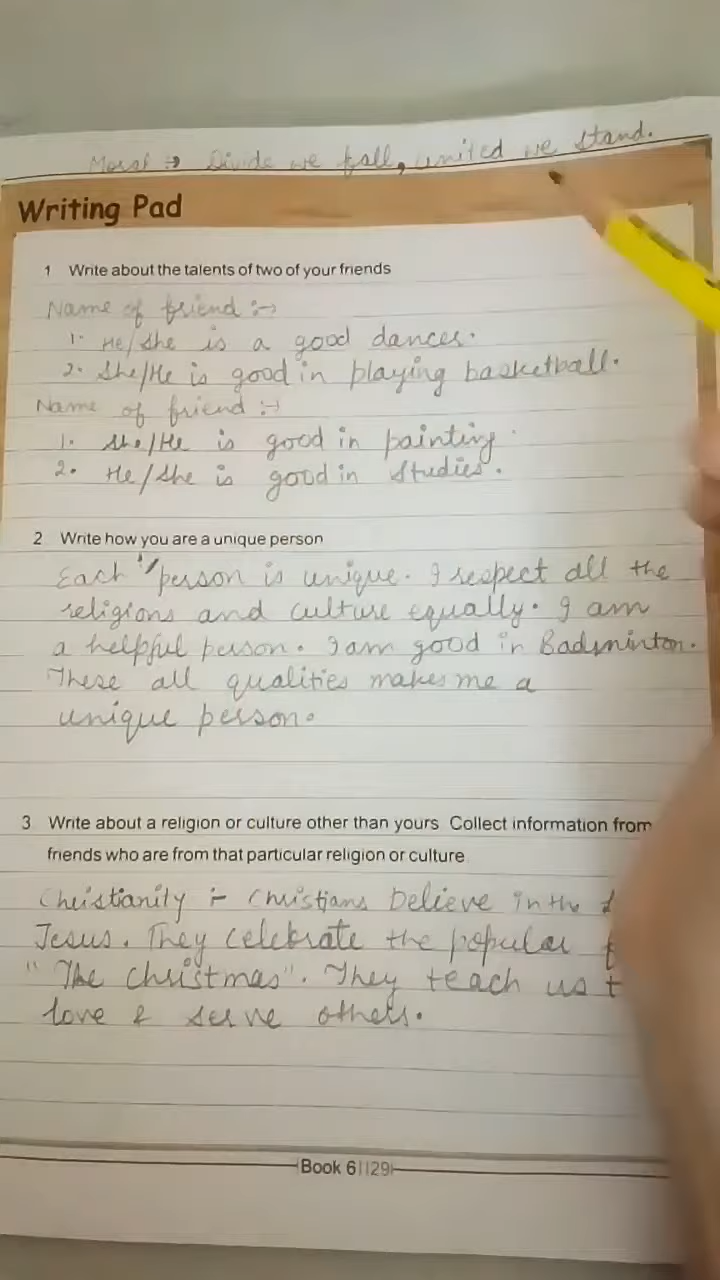 Moral :→ Divide we fall, united we stand.
Writing Pad
1 Write about the talents of two of your friends
Name of friend :→
1. He/she is a good dancer.
2. She/He is good in playing basketball.
Name of friend :→
1. She/He is good in painting.
2. He/She is good in studies.
2 Write how you are a unique person
Each person is unique. I respect all the
religions and culture equally. I am
a helpful person. I am good in Badminton.
These all qualities makes me a
unique person.
3 Write about a religion or culture other than yours Collect information from
friends who are from that particular religion or culture
Christianity :- Christians believe in the
Jesus. They celebrate the popular
"The christmas". They teach us
love & serve others.
Book 6 129